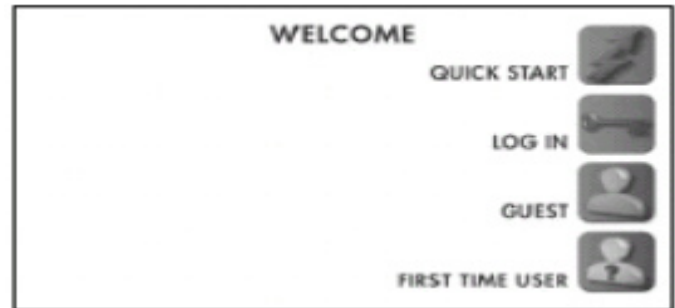 WELCOME
QUICK START
LOG IN
GUEST
FIRST TIME USER